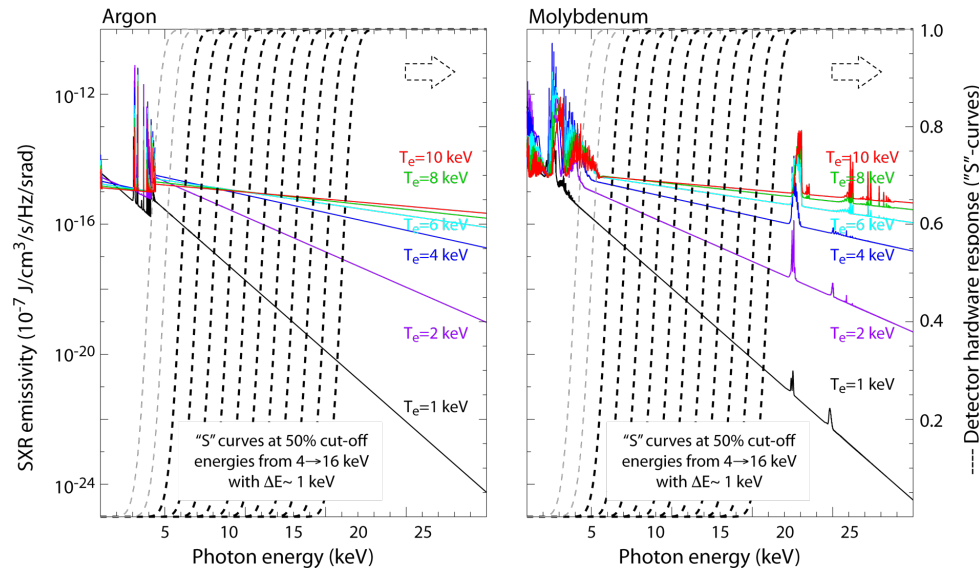 Argon
Molybdenum
SXR emissivity (10⁻⁷ J/cm³/s/Hz/srad)
10⁻¹²
10⁻¹⁶
10⁻²⁰
10⁻²⁴
Tₑ=10 keV
Tₑ=8 keV
Tₑ=6 keV
Tₑ=4 keV
Tₑ=2 keV
Tₑ=1 keV
"S" curves at 50% cut-off
energies from 4→16 keV
with ΔE~ 1 keV
5
10
15
20
25
Photon energy (keV)
Tₑ=10 keV
Tₑ=8 keV
Tₑ=6 keV
Tₑ=4 keV
Tₑ=2 keV
Tₑ=1 keV
"S" curves at 50% cut-off
energies from 4→16 keV
with ΔE~ 1 keV
5
10
15
20
25
Photon energy (keV)
1.0
0.8
0.6
0.4
0.2
---- Detector hardware response ("S"-curves)